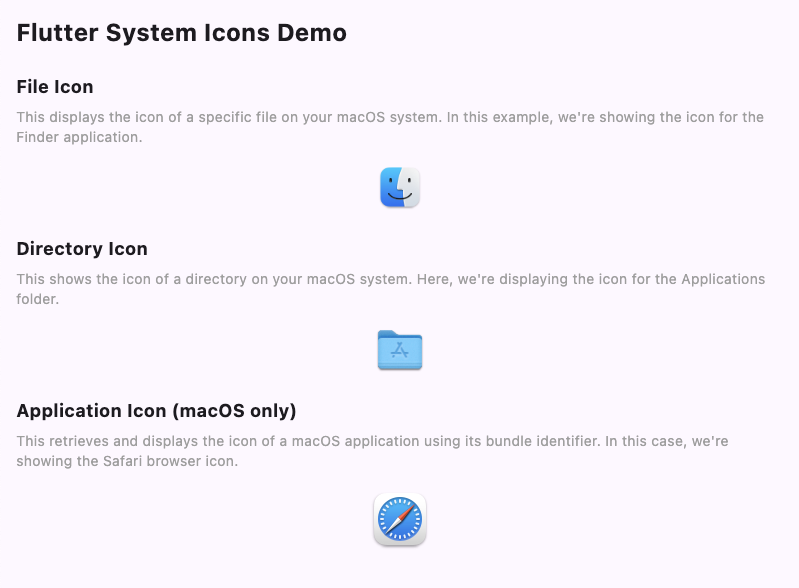 Flutter System Icons Demo
File Icon
This displays the icon of a specific file on your macOS system. In this example, we're showing the icon for the
Finder application.
Directory Icon
This shows the icon of a directory on your macOS system. Here, we're displaying the icon for the Applications
folder.
Application Icon (macOS only)
This retrieves and displays the icon of a macOS application using its bundle identifier. In this case, we're
showing the Safari browser icon.